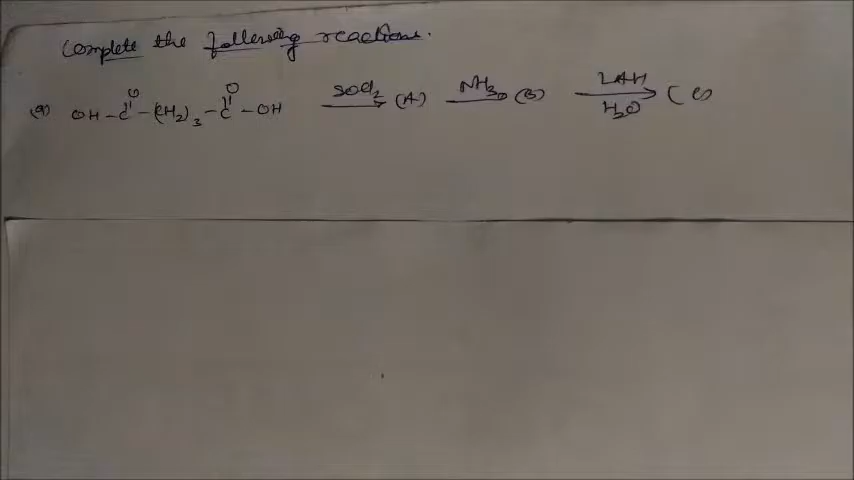 Complete the following reactions.
(a) OH-C-(CH2)3-C-OH SOCl2 (A) NH3 (B) LAH H2O (C)
O O